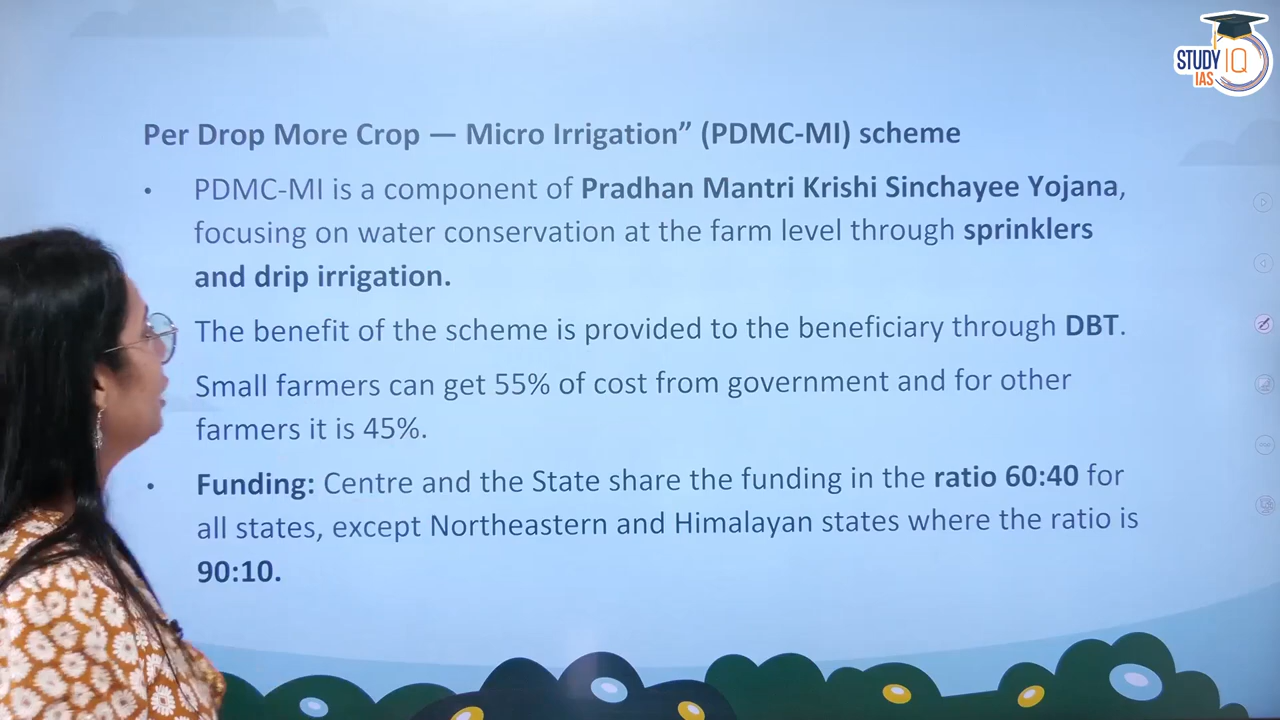 STUDY IQ
IAS
Per Drop More Crop — Micro Irrigation” (PDMC-MI) scheme
• PDMC-MI is a component of Pradhan Mantri Krishi Sinchayee Yojana,
focusing on water conservation at the farm level through sprinklers
and drip irrigation.
The benefit of the scheme is provided to the beneficiary through DBT.
Small farmers can get 55% of cost from government and for other
farmers it is 45%.
• Funding: Centre and the State share the funding in the ratio 60:40 for
all states, except Northeastern and Himalayan states where the ratio is
90:10.